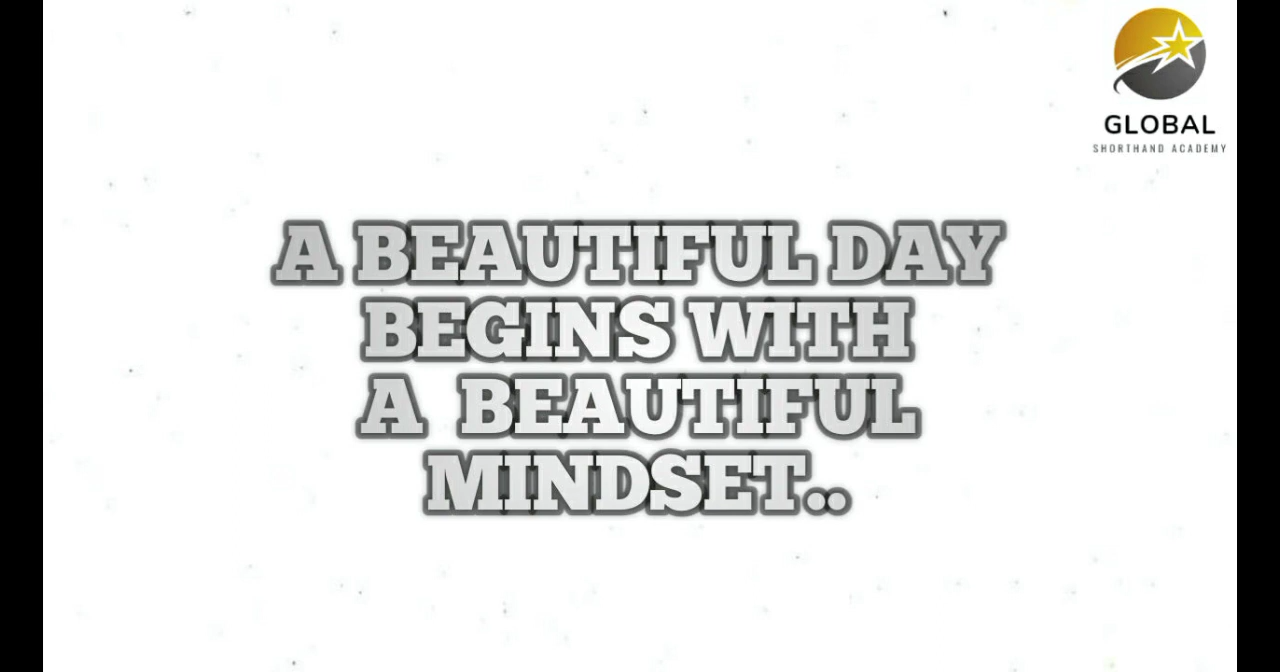 GLOBAL
SHORTHAND ACADEMY
A BEAUTIFUL DAY
BEGINS WITH
A BEAUTIFUL
MINDSET..